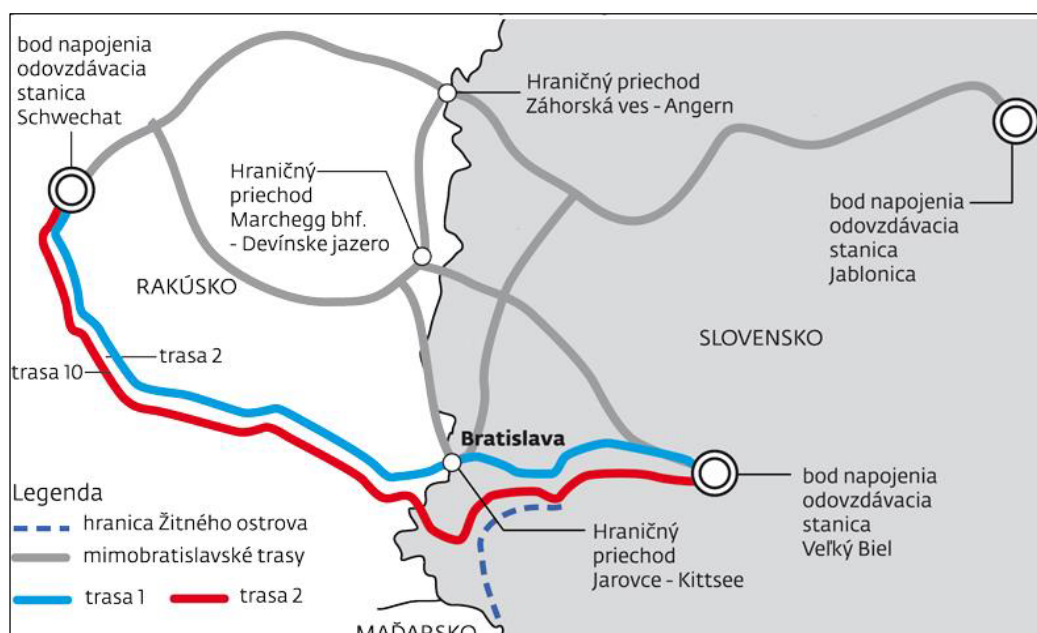 bod napojenia
odovzdávacia
stanica
Schwechat
Hraničný priechod
Záhorská ves - Angern
Hraničný
priechod
Marchegg bhf.
- Devínske jazero
bod napojenia
odovzdávacia
stanica
Jablonica
RAKÚSKO
SLOVENSKO
trasa 2
trasa 10
Bratislava
bod napojenia
odovzdávacia
stanica
Veľký Biel
Hraničný
priechod
Jarovce - Kittsee
Legenda
hranica Žitného ostrova
mimobratislavské trasy
trasa 1
trasa 2
MAĎARSKO